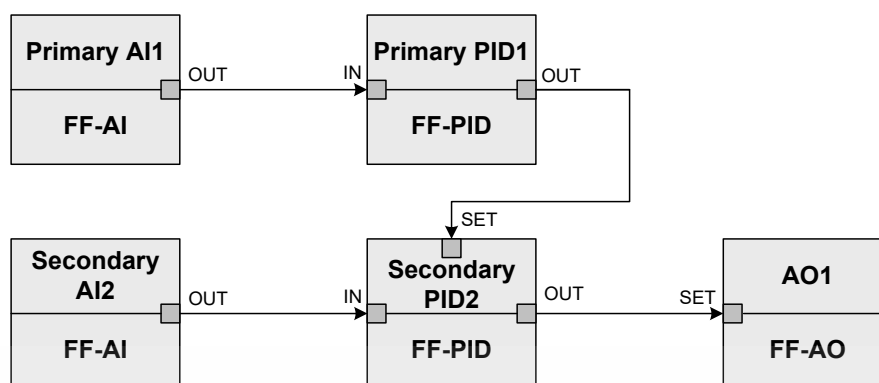 Primary AI1
OUT
IN
Primary PID1
OUT
FF-AI
FF-PID
SET
Secondary
AI2
OUT
IN
Secondary
PID2
OUT
SET
AO1
FF-AI
FF-PID
FF-AO